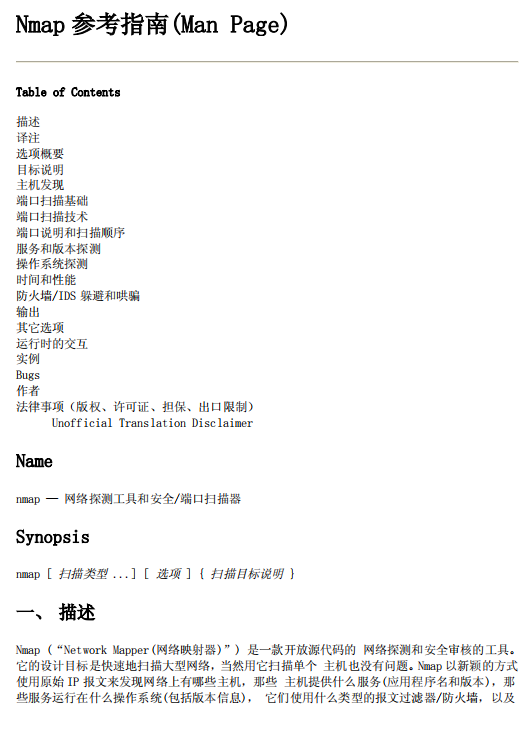 Nmap 参考指南(Man Page)
Table of Contents
描述
译注
选项概要
目标说明
主机发现
端口扫描基础
端口扫描技术
端口说明和扫描顺序
服务和版本探测
操作系统探测
时间和性能
防火墙/IDS 躲避和哄骗
输出
其它选项
运行时的交互
实例
Bugs
作者
法律事项(版权、许可证、担保、出口限制)
Unofficial Translation Disclaimer
Name
nmap — 网络探测工具和安全/端口扫描器
Synopsis
nmap [ 扫描类型 ...] [ 选项 ] { 扫描目标说明 }
一、 描述
Nmap (“Network Mapper(网络映射器)”) 是一款开放源代码的 网络探测和安全审核的工具。
它的设计目标是快速地扫描大型网络,当然用它扫描单个 主机也没有问题。Nmap 以新颖的方式
使用原始 IP 报文来发现网络上有哪些主机,那些 主机提供什么服务(应用程序名和版本),那
些服务运行在什么操作系统(包括版本信息), 它们使用什么类型的报文过滤器/防火墙,以及